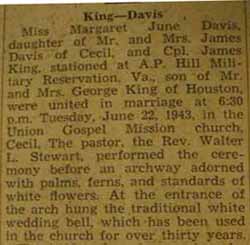 King—Davis
Miss Margaret June Davis,
daughter of Mr. and Mrs. James
Davis of Cecil, and Cpl. James
King, stationed at A.P. Hill Mili-
tary Reservation, Va., son of Mr.
and Mrs. George King of Houston,
were united in marriage at 6:30
p.m. Tuesday, June 22, 1943, in the
Union Gospel Mission church,
Cecil. The pastor, the Rev. Walter
L. Stewart, performed the cere-
mony before an archway adorned
with palms, ferns, and standards of
white flowers. At the entrance of
the arch hung the traditional white
wedding bell, which has been used
in the church for over thirty years.